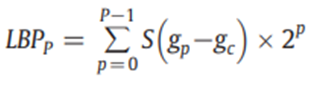 LBP_P = \sum_{p=0}^{P-1} S(g_p - g_c) \times 2^p